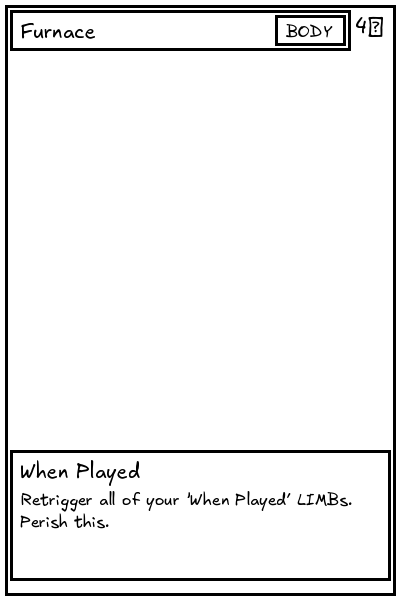 Furnace
BODY
4
When Played
Retrigger all of your 'When Played' LIMBs.
Perish this.